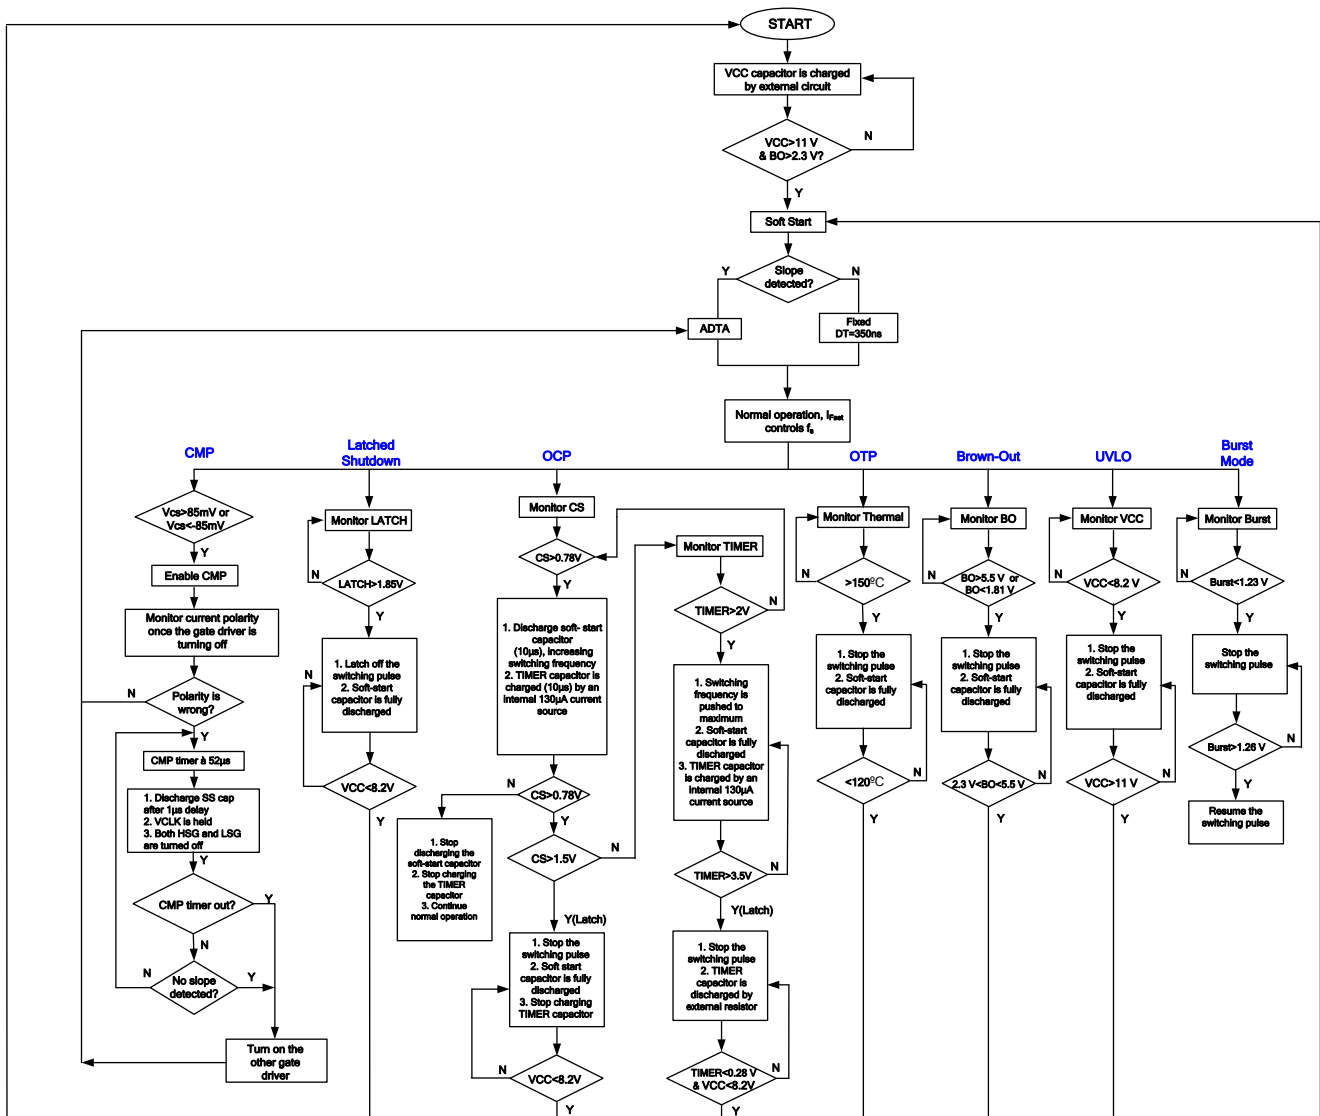 START
VCC capacitor is charged
by external circuit
VCC>11 V
& BO>2.3 V?
N
Y
Soft Start
Slope
detected?
Y
N
ADTA
Fixed
DT=350ns
Normal operation, IFset
controls fs
CMP
Vcs>85mV or
Vcs<-85mV
Y
Enable CMP
Monitor current polarity
once the gate driver is
turning off
Polarity is
wrong?
N
Y
CMP timer à 52µs
1. Discharge SS cap
after 1µs delay
2. VCLK is held
3. Both HSG and LSG
are turned off
Y
CMP timer out?
Y
N
No slope
detected?
N
Y
Turn on the
other gate
driver
Latched
Shutdown
Monitor LATCH
LATCH>1.85V
N
Y
1. Latch off the
switching pulse
2. Soft-start
capacitor is fully
discharged
VCC<8.2V
N
Y
OCP
Monitor CS
CS>0.78V
Y
1. Discharge soft- start
capacitor
(10µs), increasing
switching frequency
2. TIMER capacitor is
charged (10µs) by an
internal 130µA current
source
CS>0.78V
N
Y
1. Stop
discharging the
soft-start capacitor
2. Stop charging
the TIMER
capacitor
3. Continue
normal operation
CS>1.5V
N
Y(Latch)
1. Stop the
switching pulse
2. Soft start
capacitor is fully
discharged
3. Stop charging
TIMER capacitor
VCC<8.2V
N
Y
Monitor TIMER
TIMER>2V
N
Y
1. Switching
frequency is
pushed to
maximum
2. Soft-start
capacitor is fully
discharged
3. TIMER capacitor
is charged by an
internal 130µA
current source
TIMER>3.5V
N
Y(Latch)
1. Stop the
switching pulse
2. TIMER
capacitor is
discharged by
external resistor
TIMER<0.28 V
& VCC<8.2V
N
Y
OTP
Monitor Thermal
>150ºC
N
Y
1. Stop the
switching pulse
2. Soft-start
capacitor is fully
discharged
<120ºC
N
Y
Brown-Out
Monitor BO
BO>5.5 V or
BO<1.81 V
N
Y
1. Stop the
switching pulse
2. Soft-start
capacitor is fully
discharged
2.3 V<BO<5.5 V
N
Y
UVLO
Monitor VCC
VCC<8.2 V
N
Y
1. Stop the
switching pulse
2. Soft-start
capacitor is fully
discharged
VCC>11 V
N
Y
Burst
Mode
Monitor Burst
Burst<1.23 V
N
Y
Stop the
switching pulse
Burst>1.26 V
N
Y
Resume the
switching pulse